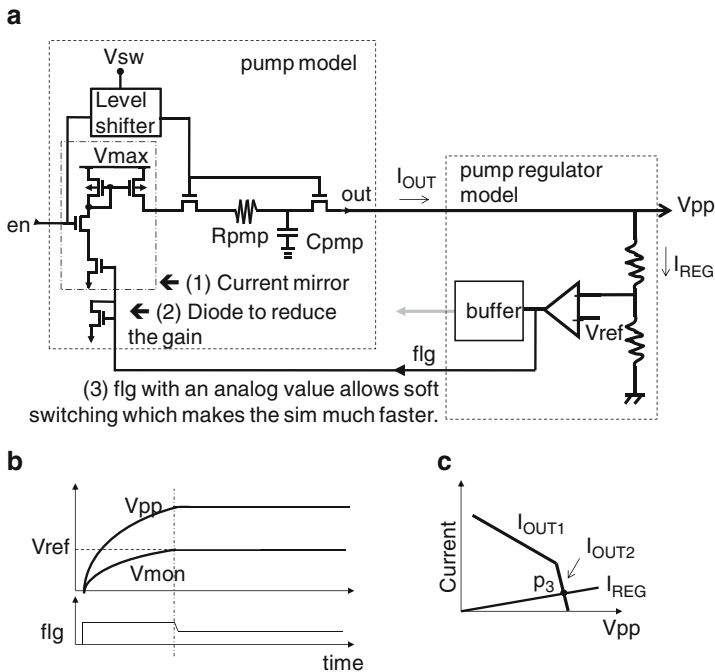 a
Vsw
pump model
Level
shifter
Vmax
en
Rpmp
Cpmp
out
I_OUT
pump regulator
model
Vpp
I_REG
← (1) Current mirror
← (2) Diode to reduce
the gain
buffer
Vref
flg
(3) flg with an analog value allows soft
switching which makes the sim much faster.
b
Vpp
Vref
Vmon
flg
time
c
Current
I_OUT1
I_OUT2
p_3
I_REG
Vpp